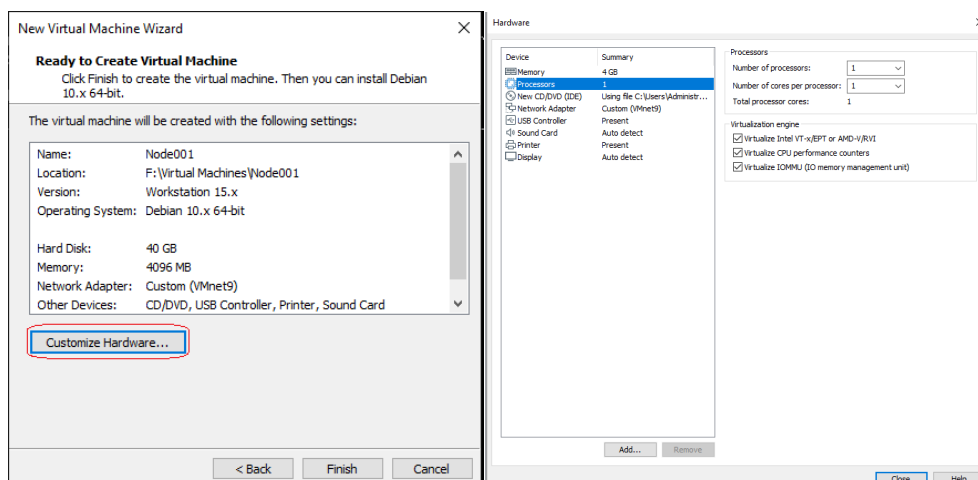 New Virtual Machine Wizard
Ready to Create Virtual Machine
Click Finish to create the virtual machine. Then you can install Debian
10.x 64-bit.
The virtual machine will be created with the following settings:
Name: Node001
Location: F:\Virtual Machines\Node001
Version: Workstation 15.x
Operating System: Debian 10.x 64-bit
Hard Disk: 40 GB
Memory: 4096 MB
Network Adapter: Custom (VMnet9)
Other Devices: CD/DVD, USB Controller, Printer, Sound Card
Customize Hardware...
< Back Finish Cancel
Hardware
Device Summary
Memory 4 GB
Processors 1
New CD/DVD (IDE) Using file C:\Users\Administr...
Network Adapter Custom (VMnet9)
USB Controller Present
Sound Card Auto detect
Printer Present
Display Auto detect
Add... Remove
Processors
Number of processors: 1
Number of cores per processor: 1
Total processor cores: 1
Virtualization engine
Virtualize Intel VT-x/EPT or AMD-V/RVI
Virtualize CPU performance counters
Virtualize IOMMU (IO memory management unit)
Close Help